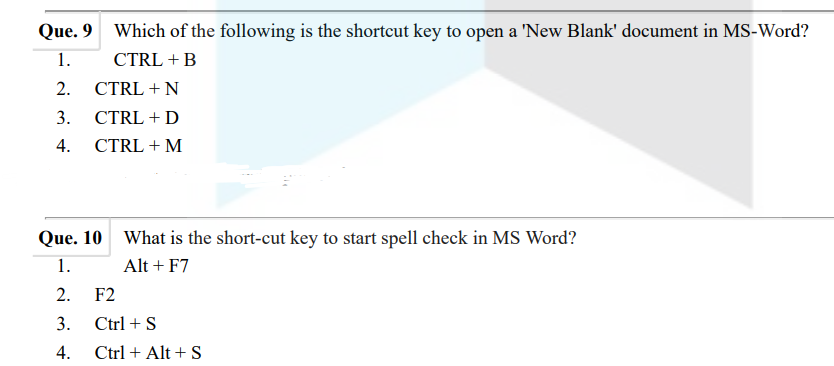 Que. 9 Which of the following is the shortcut key to open a 'New Blank' document in MS-Word?
1. CTRL + B
2. CTRL + N
3. CTRL + D
4. CTRL + M
Que. 10 What is the short-cut key to start spell check in MS Word?
1. Alt + F7
2. F2
3. Ctrl + S
4. Ctrl + Alt + S